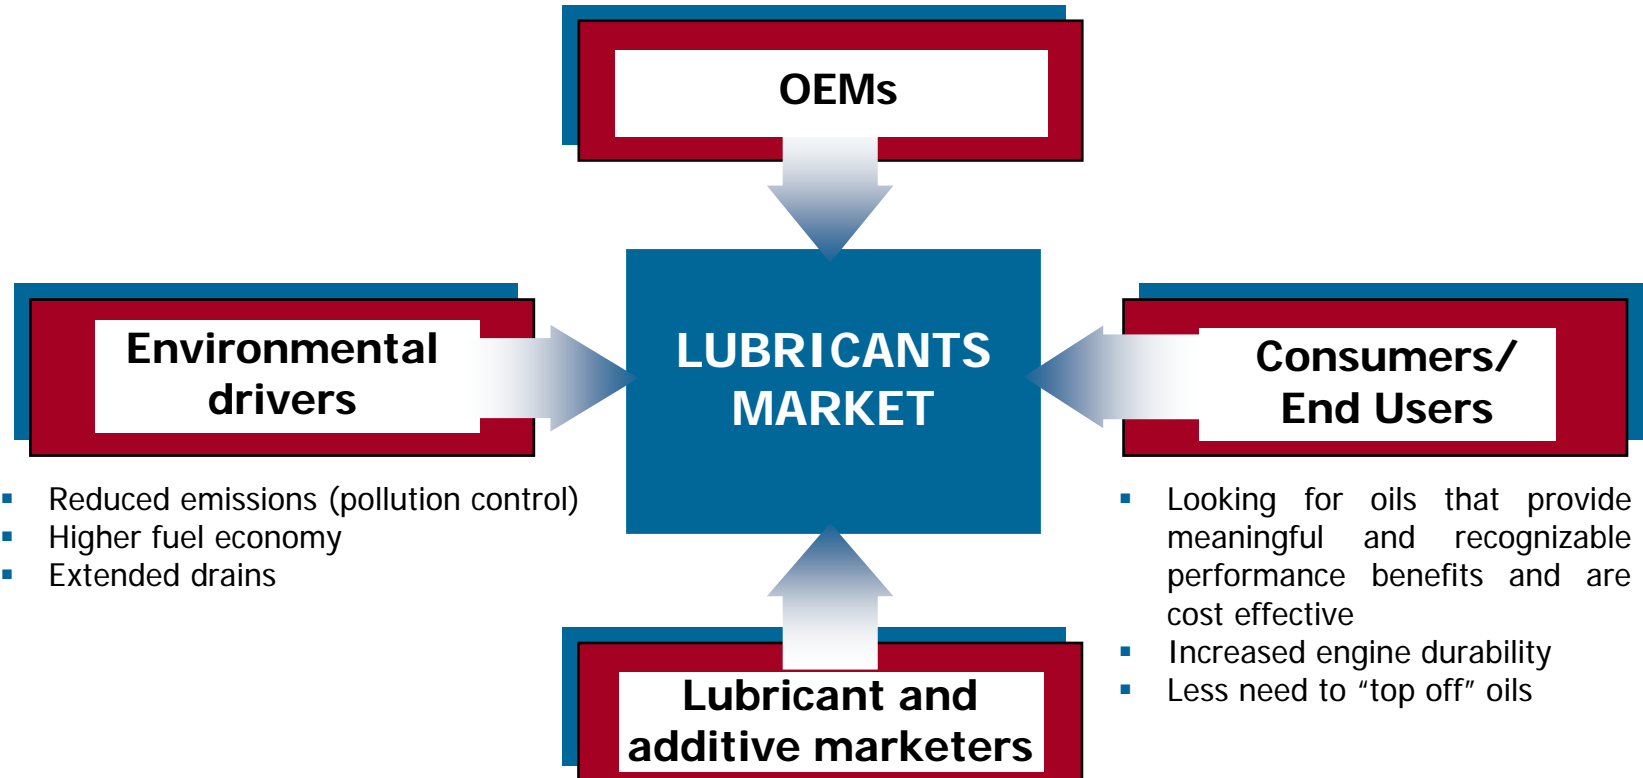 OEMs
Environmental
drivers
LUBRICANTS
MARKET
Consumers/
End Users
▪ Reduced emissions (pollution control)
▪ Higher fuel economy
▪ Extended drains
▪ Looking for oils that provide
meaningful and recognizable
performance benefits and are
cost effective
▪ Increased engine durability
▪ Less need to “top off” oils
Lubricant and
additive marketers